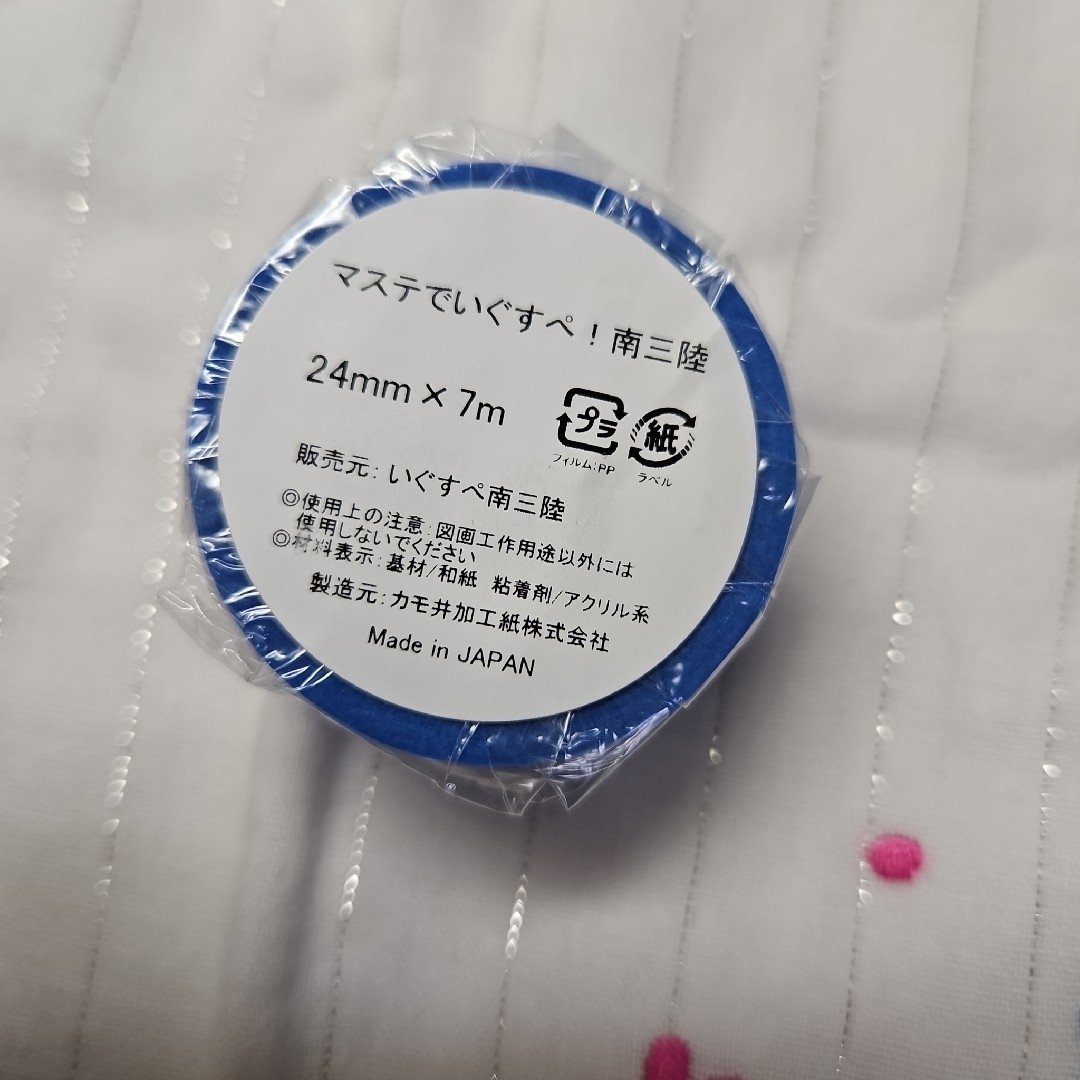 マステでいぐすぺ！南三陸
24mm×7m
プラ
紙
フィルム:PP
ラベル
販売元:いぐすぺ南三陸
◎使用上の注意:図画工作用途以外には
使用しないでください
◎材料表示:基材/和紙 粘着剤/アクリル系
製造元:カモ井加工紙株式会社
Made in JAPAN